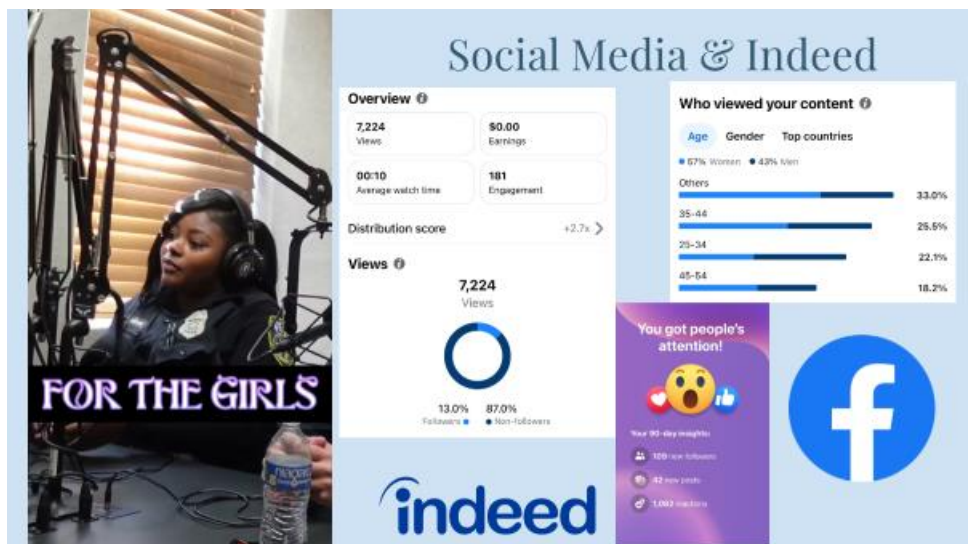 Social Media & Indeed
FOR THE GIRLS
Overview
7,224
Views
$0.00
Earnings
00:10
Average watch time
181
Engagement
Distribution score
+2.7x
Views
7,224
Views
13.0%
Followers
87.0%
Non-followers
Who viewed your content
Age Gender Top countries
57% Women 43% Men
Others
33.0%
35-44
25.5%
25-34
22.1%
45-54
18.2%
You got people's
attention!
Your 90-day insights:
109 new followers
42 new posts
1,092 reactions
indeed
f